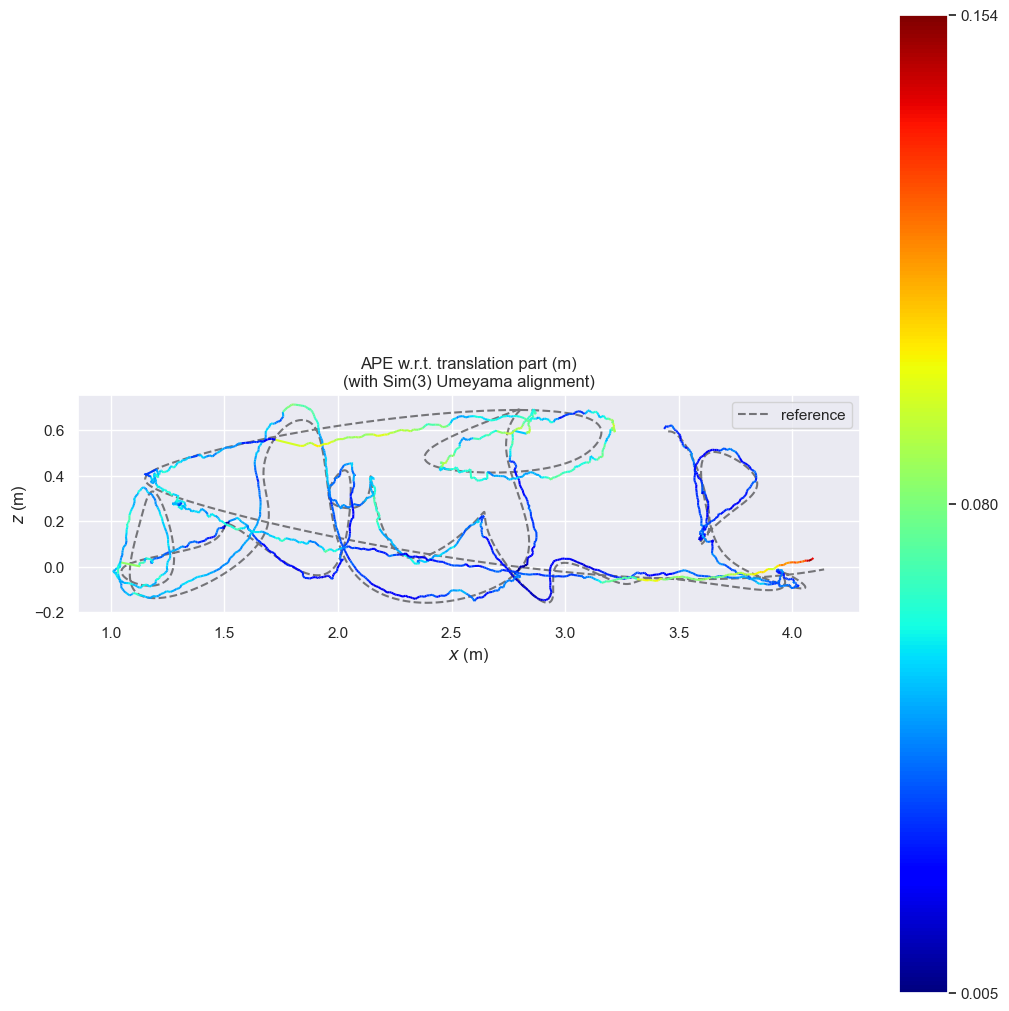 APE w.r.t. translation part (m)
(with Sim(3) Umeyama alignment)
reference
0.6
0.4
0.2
0.0
−0.2
z (m)
1.0 1.5 2.0 2.5 3.0 3.5 4.0
x (m)
0.154
0.080
0.005